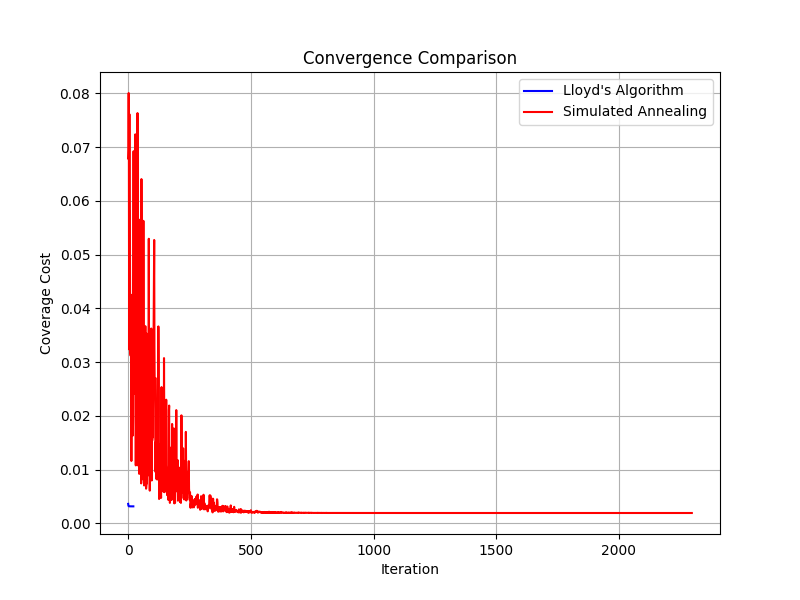 Convergence Comparison
Lloyd's Algorithm
Simulated Annealing
Coverage Cost
0.08
0.07
0.06
0.05
0.04
0.03
0.02
0.01
0.00
0
500
1000
1500
2000
Iteration